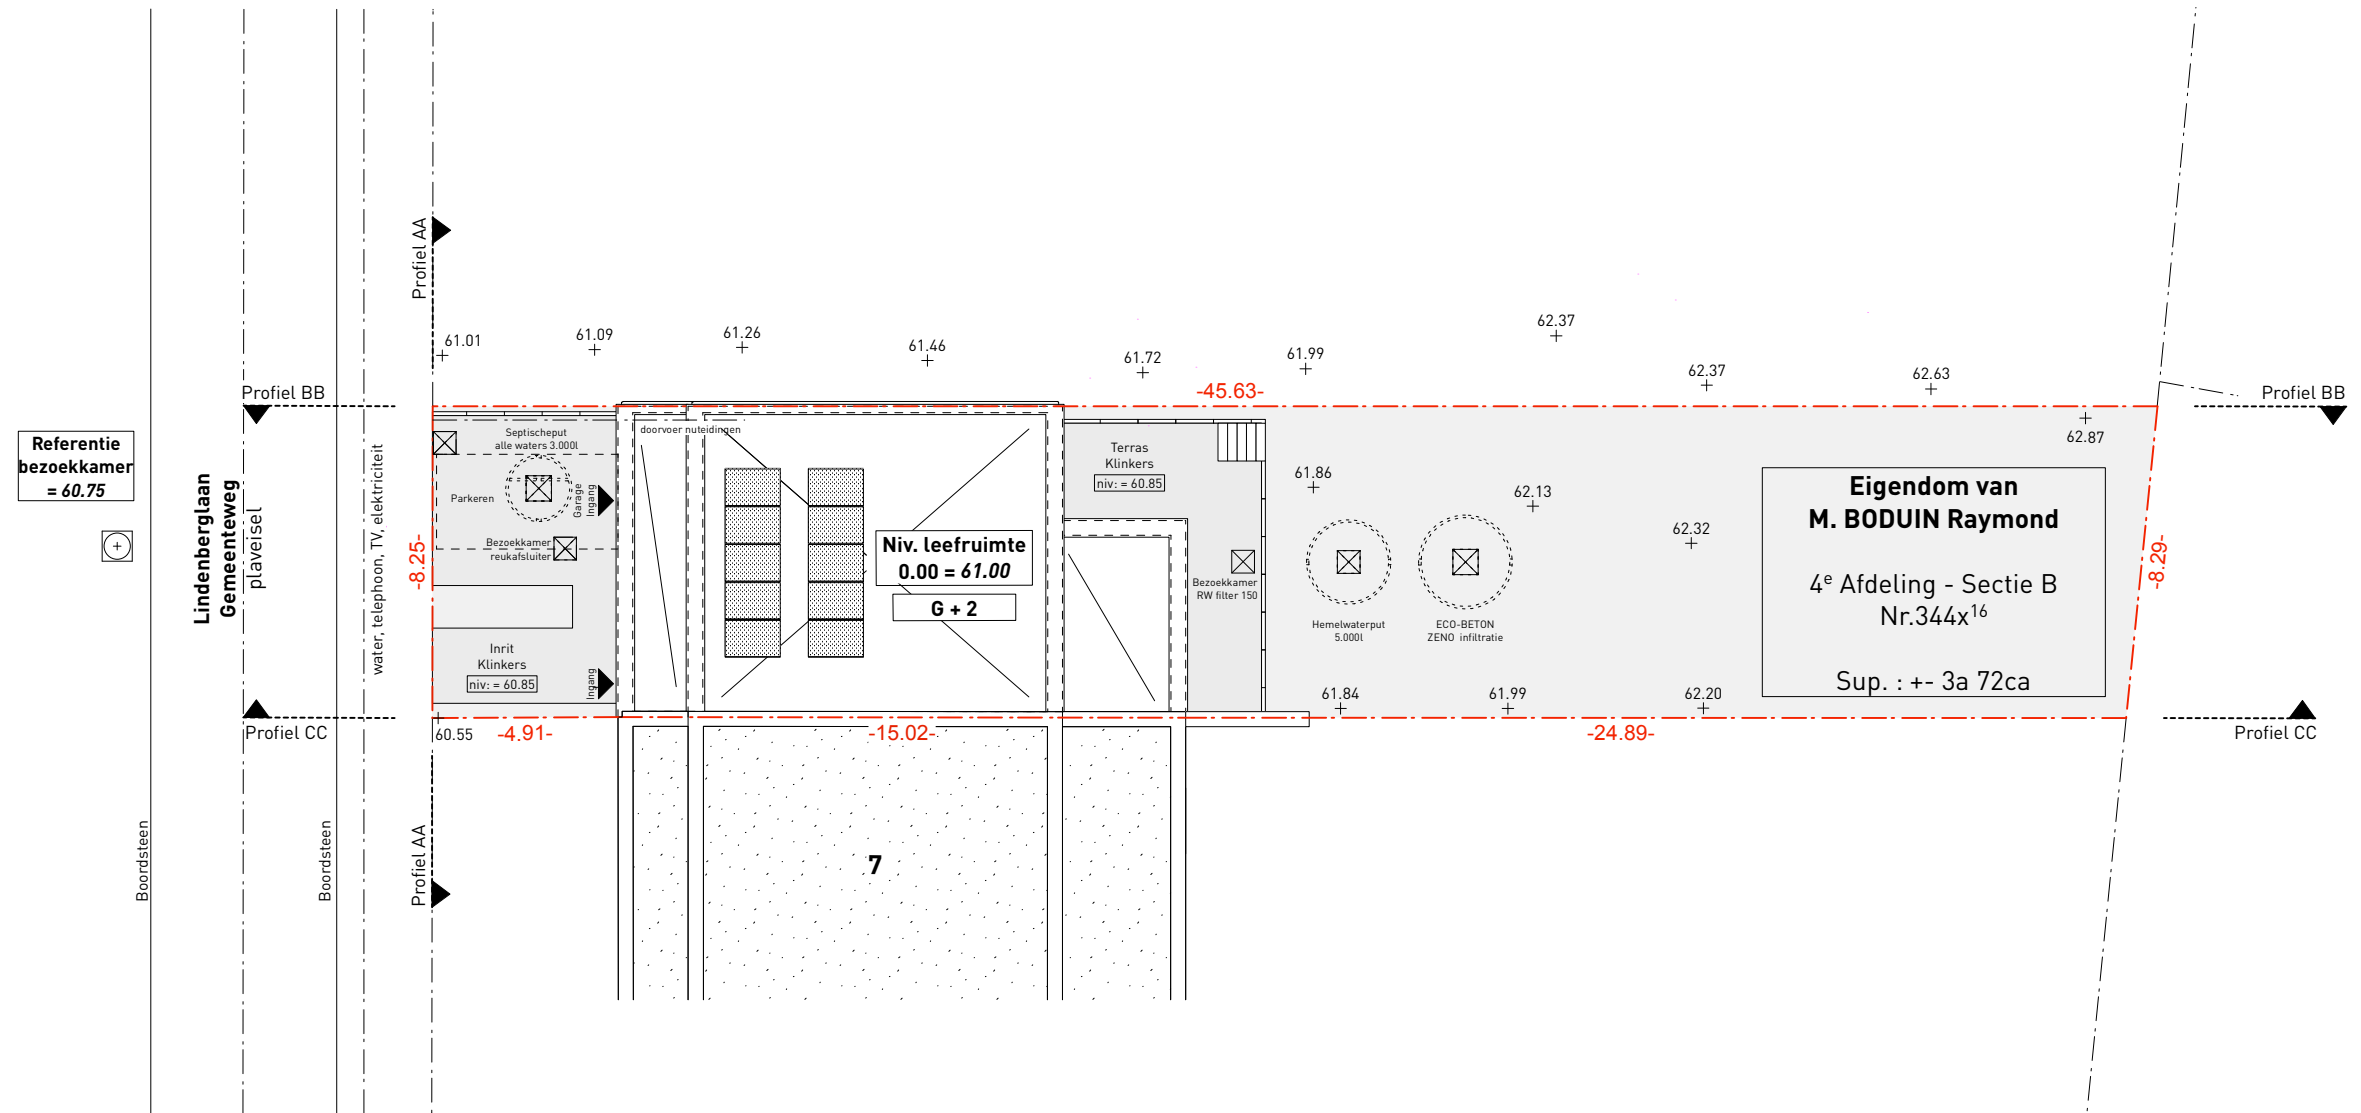 Profiel AA
61.01
61.09
61.26
61.46
61.72
61.99
62.37
62.37
62.63
Profiel BB
-45.63-
Profiel BB
Referentie
bezoekkamer
= 60.75
Lindenberglaan
Gemeenteweg
plaveisel
water, telephoon, TV, elektriciteit
-8.25-
Septischeput
alle waters 3.000l
Parkeren
Garage
Ingang
Bezoekkamer
reukafsluiter
Inrit
Klinkers
niv: = 60.85
Ingang
doorvoer nuteidingen
Niv. leefruimte
0.00 = 61.00
G + 2
Terras
Klinkers
niv: = 60.85
Bezoekkamer
RW filter 150
61.86
Hemelwaterput
5.000l
ECO-BETON
ZENO infiltratie
62.13
62.32
62.87
Eigendom van
M. BODUIN Raymond
4e Afdeling - Sectie B
Nr.344x16
Sup. : +- 3a 72ca
-8.29-
61.84
61.99
62.20
Profiel CC
60.55
-4.91-
-15.02-
-24.89-
Profiel CC
Boordsteen
Boordsteen
Profiel AA
7